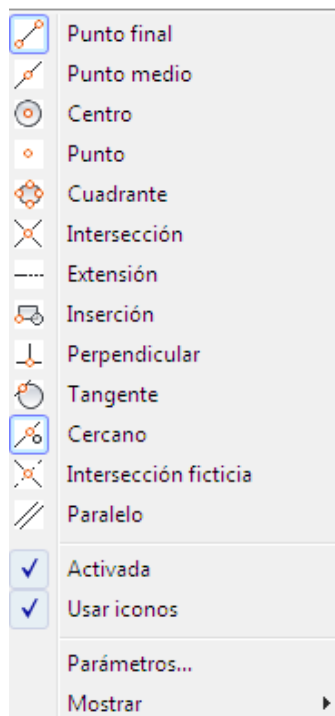 Punto final
Punto medio
Centro
Punto
Cuadrante
Intersección
Extensión
Inserción
Perpendicular
Tangente
Cercano
Intersección ficticia
Paralelo
Activada
Usar iconos
Parámetros...
Mostrar